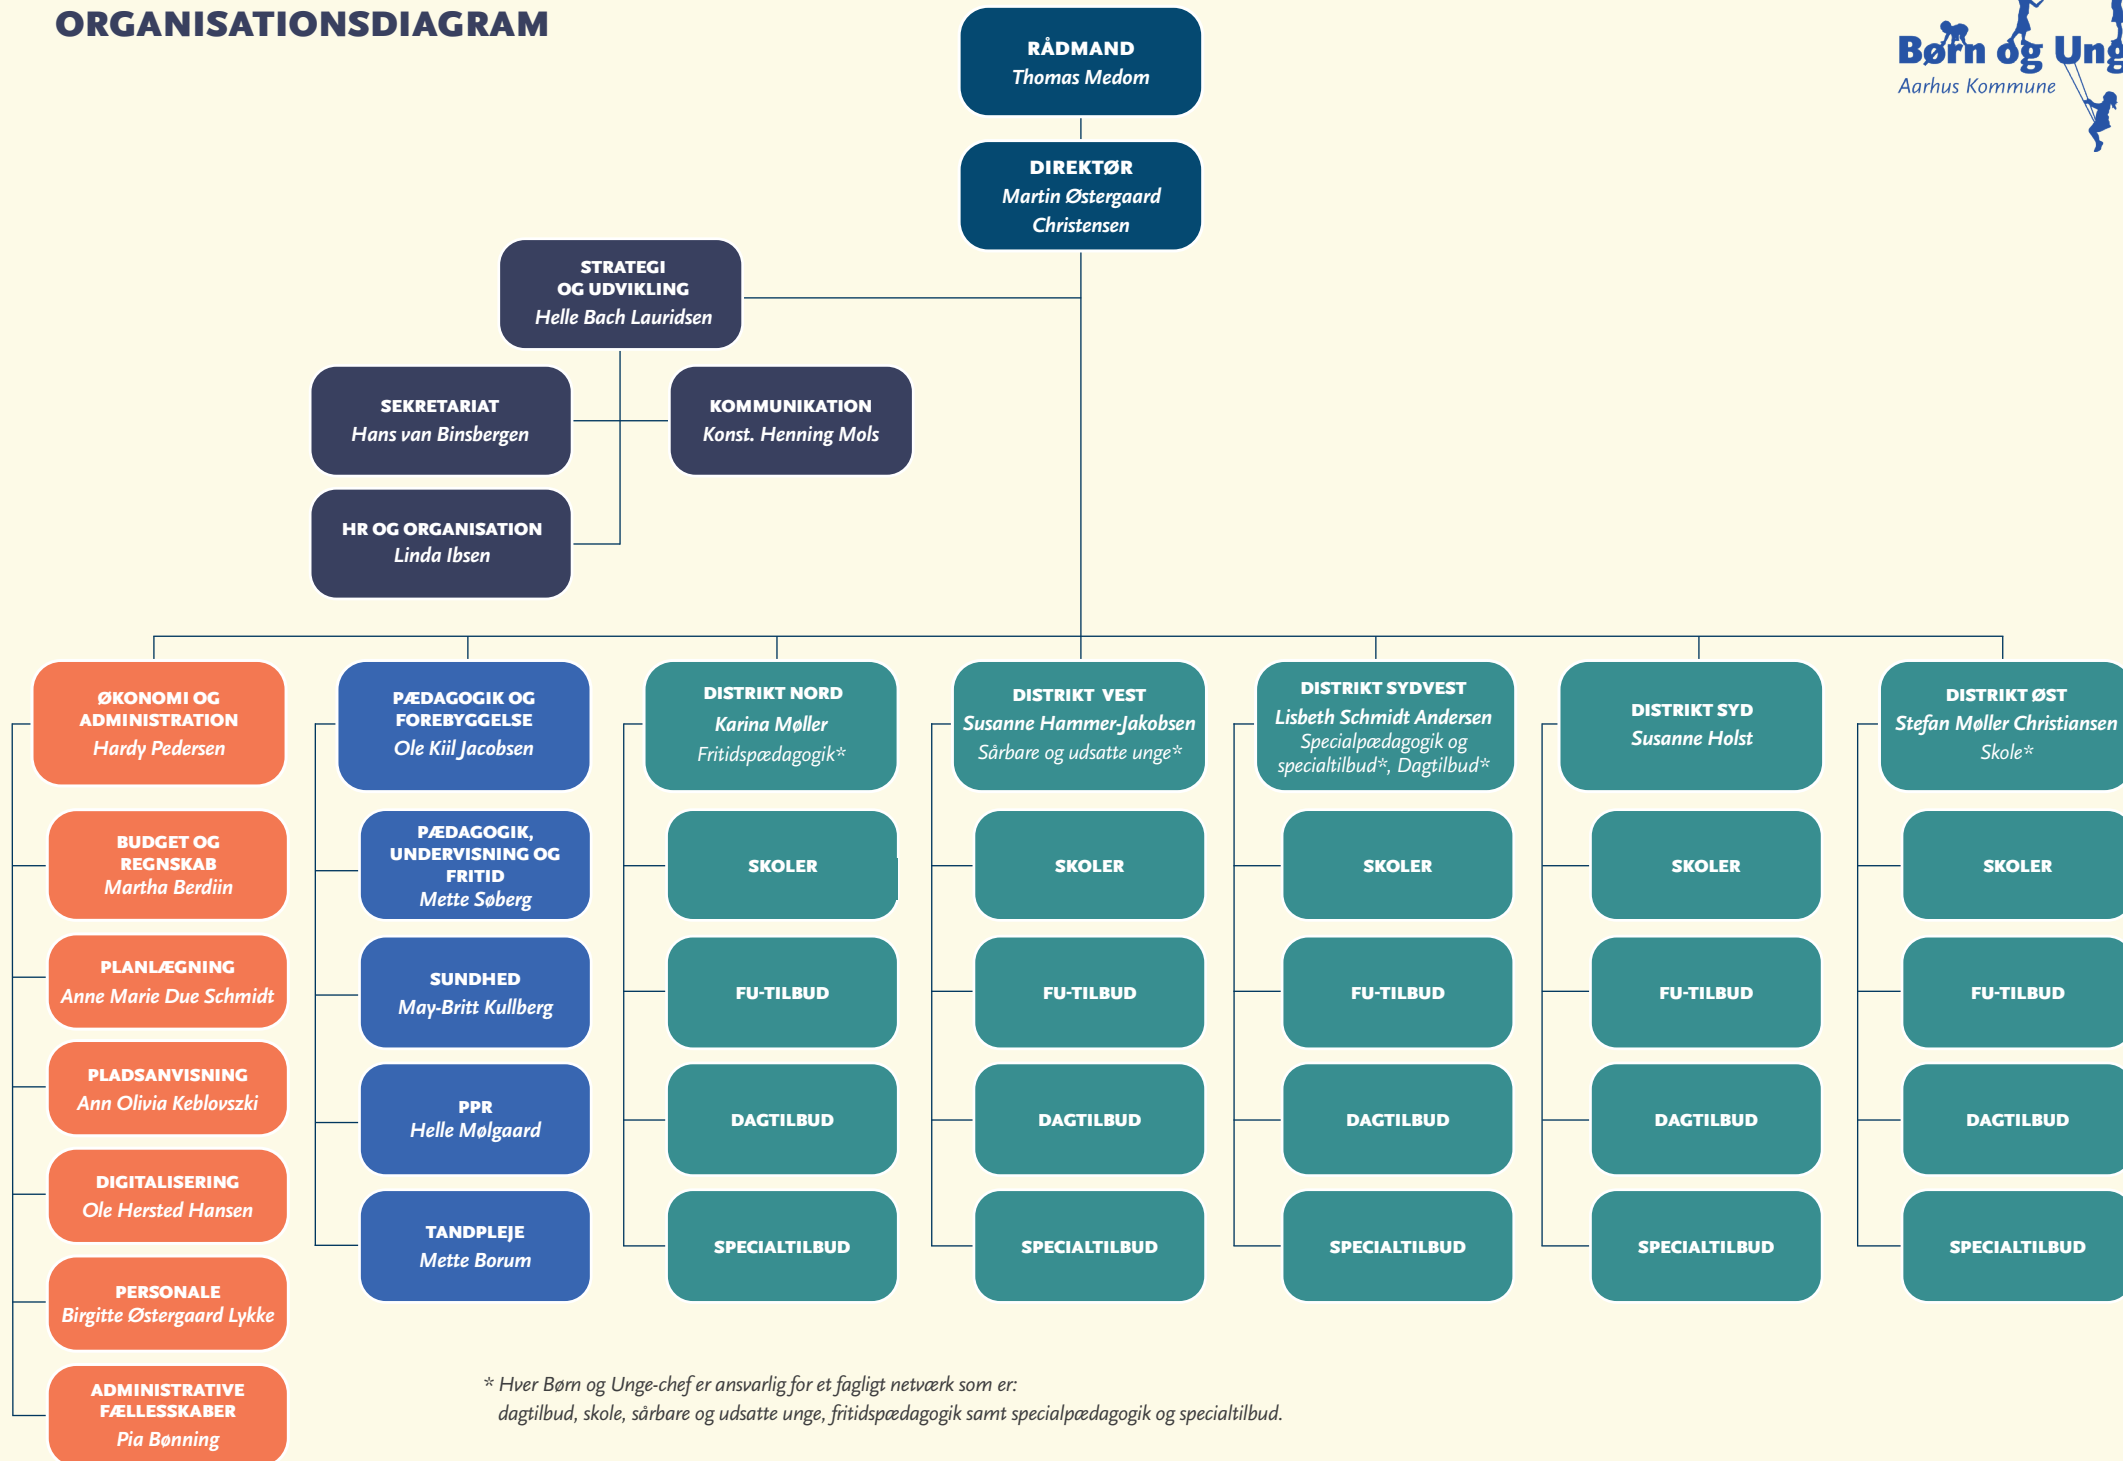 ORGANISATIONSDIAGRAM
Børn og Ung
Aarhus Kommune
RÅDMAND
Thomas Medom
DIREKTØR
Martin Østergaard
Christensen
STRATEGI
OG UDVIKLING
Helle Bach Lauridsen
SEKRETARIAT
Hans van Binsbergen
KOMMUNIKATION
Konst. Henning Mols
HR OG ORGANISATION
Linda Ibsen
ØKONOMI OG
ADMINISTRATION
Hardy Pedersen
BUDGET OG
REGNSKAB
Martha Berdiin
PLANLÆGNING
Anne Marie Due Schmidt
PLADSANVISNING
Ann Olivia Keblovszki
DIGITALISERING
Ole Hersted Hansen
PERSONALE
Birgitte Østergaard Lykke
ADMINISTRATIVE
FÆLLESSKABER
Pia Bønning
PÆDAGOGIK OG
FOREBYGGELSE
Ole Kiil Jacobsen
PÆDAGOGIK,
UNDERVISNING OG
FRITID
Mette Søberg
SUNDHED
May-Britt Kullberg
PPR
Helle Mølgaard
TANDPLEJE
Mette Borum
DISTRIKT NORD
Karina Møller
Fritidspædagogik*
SKOLER
FU-TILBUD
DAGTILBUD
SPECIALTILBUD
DISTRIKT VEST
Susanne Hammer-Jakobsen
Sårbare og udsatte unge*
SKOLER
FU-TILBUD
DAGTILBUD
SPECIALTILBUD
DISTRIKT SYDVEST
Lisbeth Schmidt Andersen
Specialpædagogik og
specialtilbud*, Dagtilbud*
SKOLER
FU-TILBUD
DAGTILBUD
SPECIALTILBUD
DISTRIKT SYD
Susanne Holst
SKOLER
FU-TILBUD
DAGTILBUD
SPECIALTILBUD
DISTRIKT ØST
Stefan Møller Christiansen
Skole*
SKOLER
FU-TILBUD
DAGTILBUD
SPECIALTILBUD
* Hver Børn og Unge-chef er ansvarlig for et fagligt netværk som er:
dagtilbud, skole, sårbare og udsatte unge, fritidspædagogik samt specialpædagogik og specialtilbud.